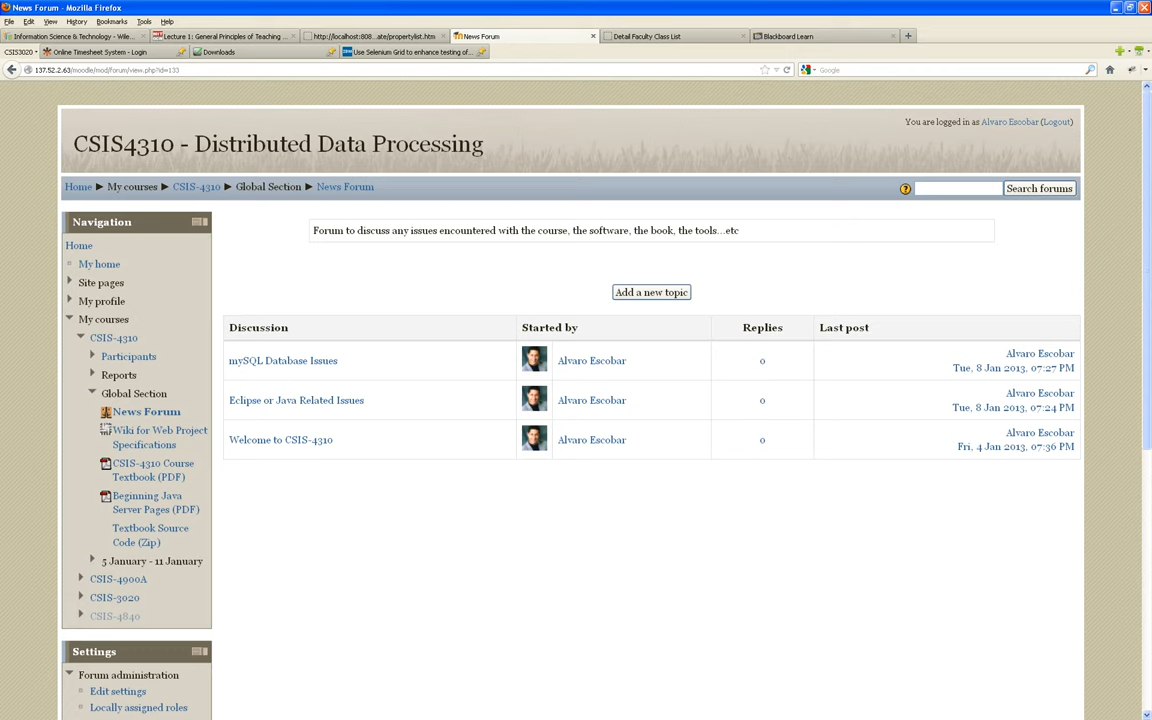 News Forum - Mozilla Firefox
File Edit View History Bookmarks Tools Help
Information Science & Technology - Wile...
Lecture 1: General Principles of Teaching ...
http://localhost:808...ate/propertylist.htm
News Forum
Detail Faculty Class List
Blackboard Learn
CSIS3020
Online Timesheet System - Login
Downloads
Use Selenium Grid to enhance testing of...
137.52.2.63/moodle/mod/forum/view.php?id=133
Google
You are logged in as Alvaro Escobar (Logout)
CSIS4310 - Distributed Data Processing
Home ► My courses ► CSIS-4310 ► Global Section ► News Forum
Search forums
Navigation
Home
My home
Site pages
My profile
My courses
CSIS-4310
Participants
Reports
Global Section
News Forum
Wiki for Web Project
Specifications
CSIS-4310 Course
Textbook (PDF)
Beginning Java
Server Pages (PDF)
Textbook Source
Code (Zip)
5 January - 11 January
CSIS-4900A
CSIS-3020
CSIS-4840
Settings
Forum administration
Edit settings
Locally assigned roles
Forum to discuss any issues encountered with the course, the software, the book, the tools...etc
Add a new topic
Discussion Started by Replies Last post
mySQL Database Issues Alvaro Escobar 0 Alvaro Escobar
Tue, 8 Jan 2013, 07:27 PM
Eclipse or Java Related Issues Alvaro Escobar 0 Alvaro Escobar
Tue, 8 Jan 2013, 07:24 PM
Welcome to CSIS-4310 Alvaro Escobar 0 Alvaro Escobar
Fri, 4 Jan 2013, 07:36 PM